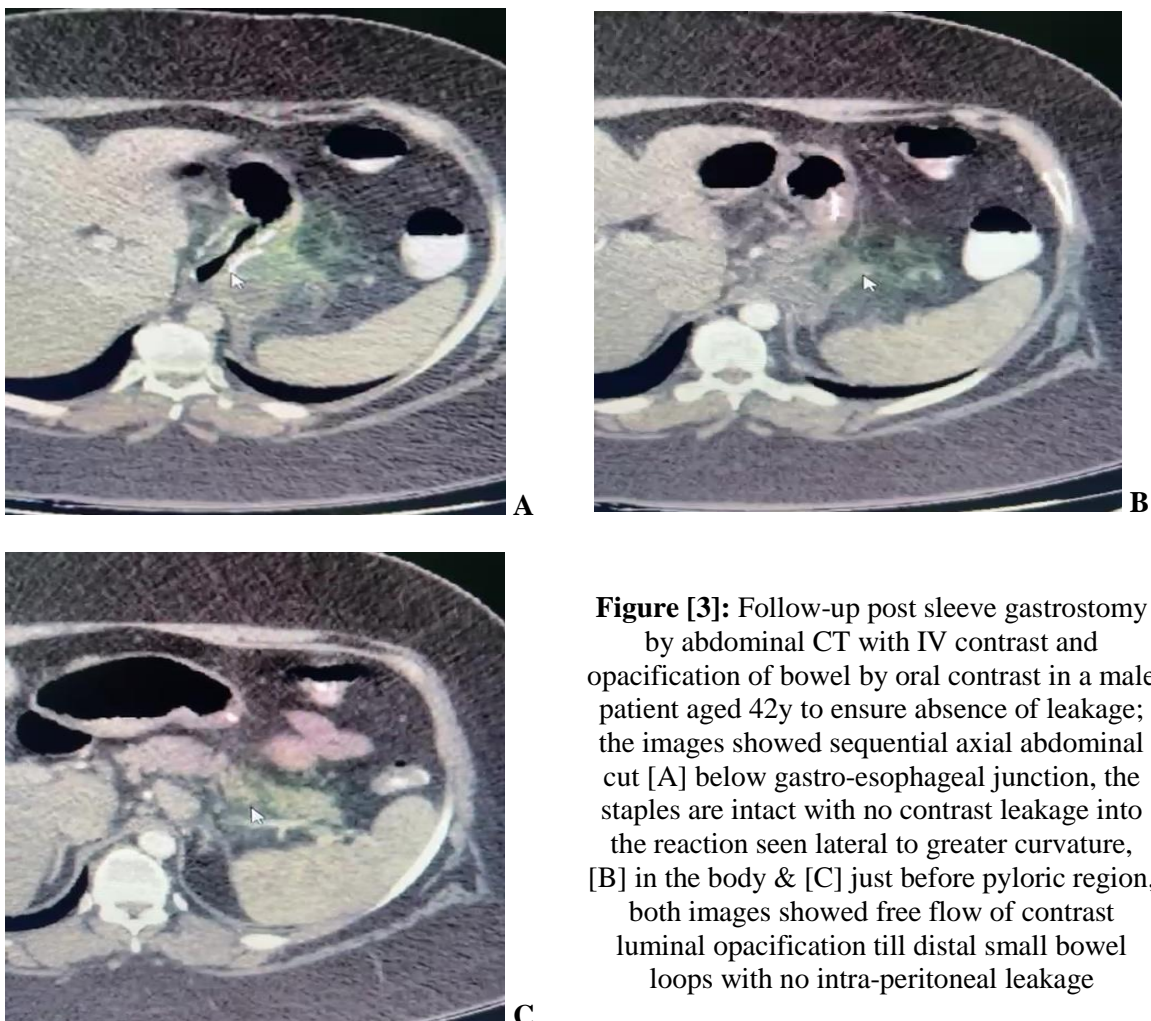 A
B
C
Figure [3]: Follow-up post sleeve gastrostomy
by abdominal CT with IV contrast and
opacification of bowel by oral contrast in a male
patient aged 42y to ensure absence of leakage;
the images showed sequential axial abdominal
cut [A] below gastro-esophageal junction, the
staples are intact with no contrast leakage into
the reaction seen lateral to greater curvature,
[B] in the body & [C] just before pyloric region,
both images showed free flow of contrast
luminal opacification till distal small bowel
loops with no intra-peritoneal leakage